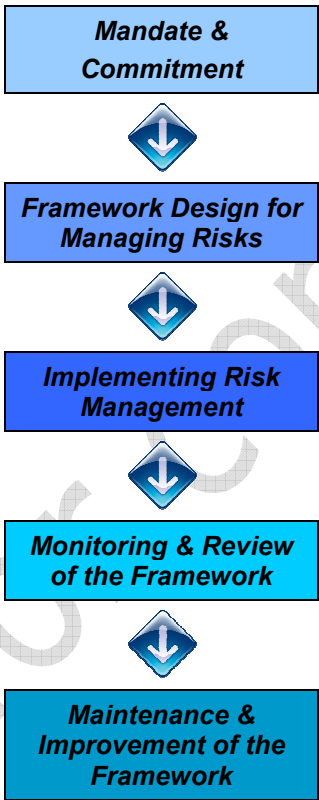 Mandate &
Commitment
Framework Design for
Managing Risks
Implementing Risk
Management
Monitoring & Review
of the Framework
Maintenance &
Improvement of the
Framework